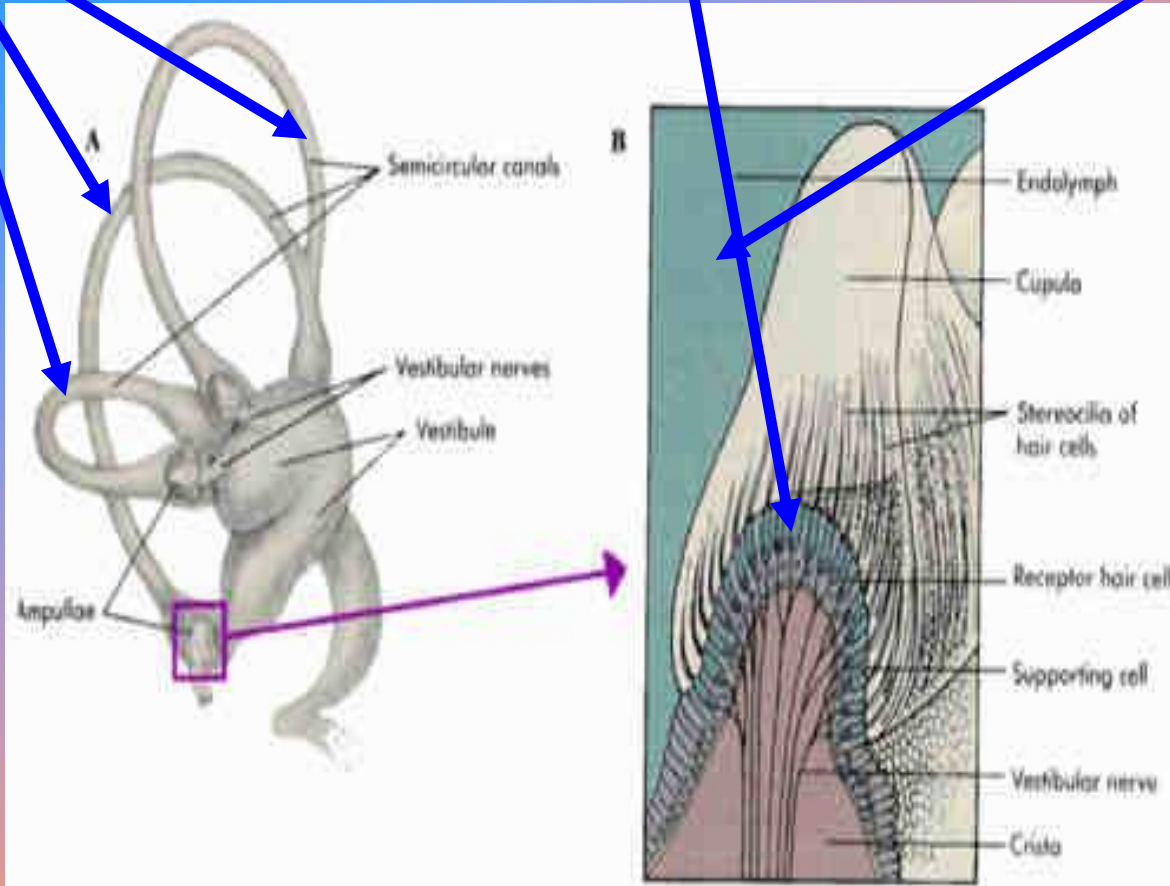 A
Semicircular canals
Vestibular nerves
Vestibule
Ampullae
B
Endolymph
Cupula
Stereocilia of
hair cells
Receptor hair cell
Supporting cell
Vestibular nerve
Crista